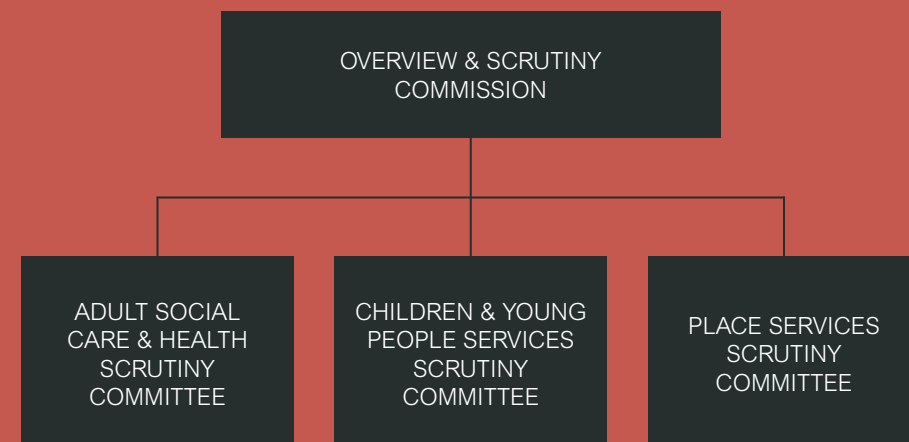 OVERVIEW & SCRUTINY
COMMISSION
ADULT SOCIAL
CARE & HEALTH
SCRUTINY
COMMITTEE
CHILDREN & YOUNG
PEOPLE SERVICES
SCRUTINY
COMMITTEE
PLACE SERVICES
SCRUTINY
COMMITTEE